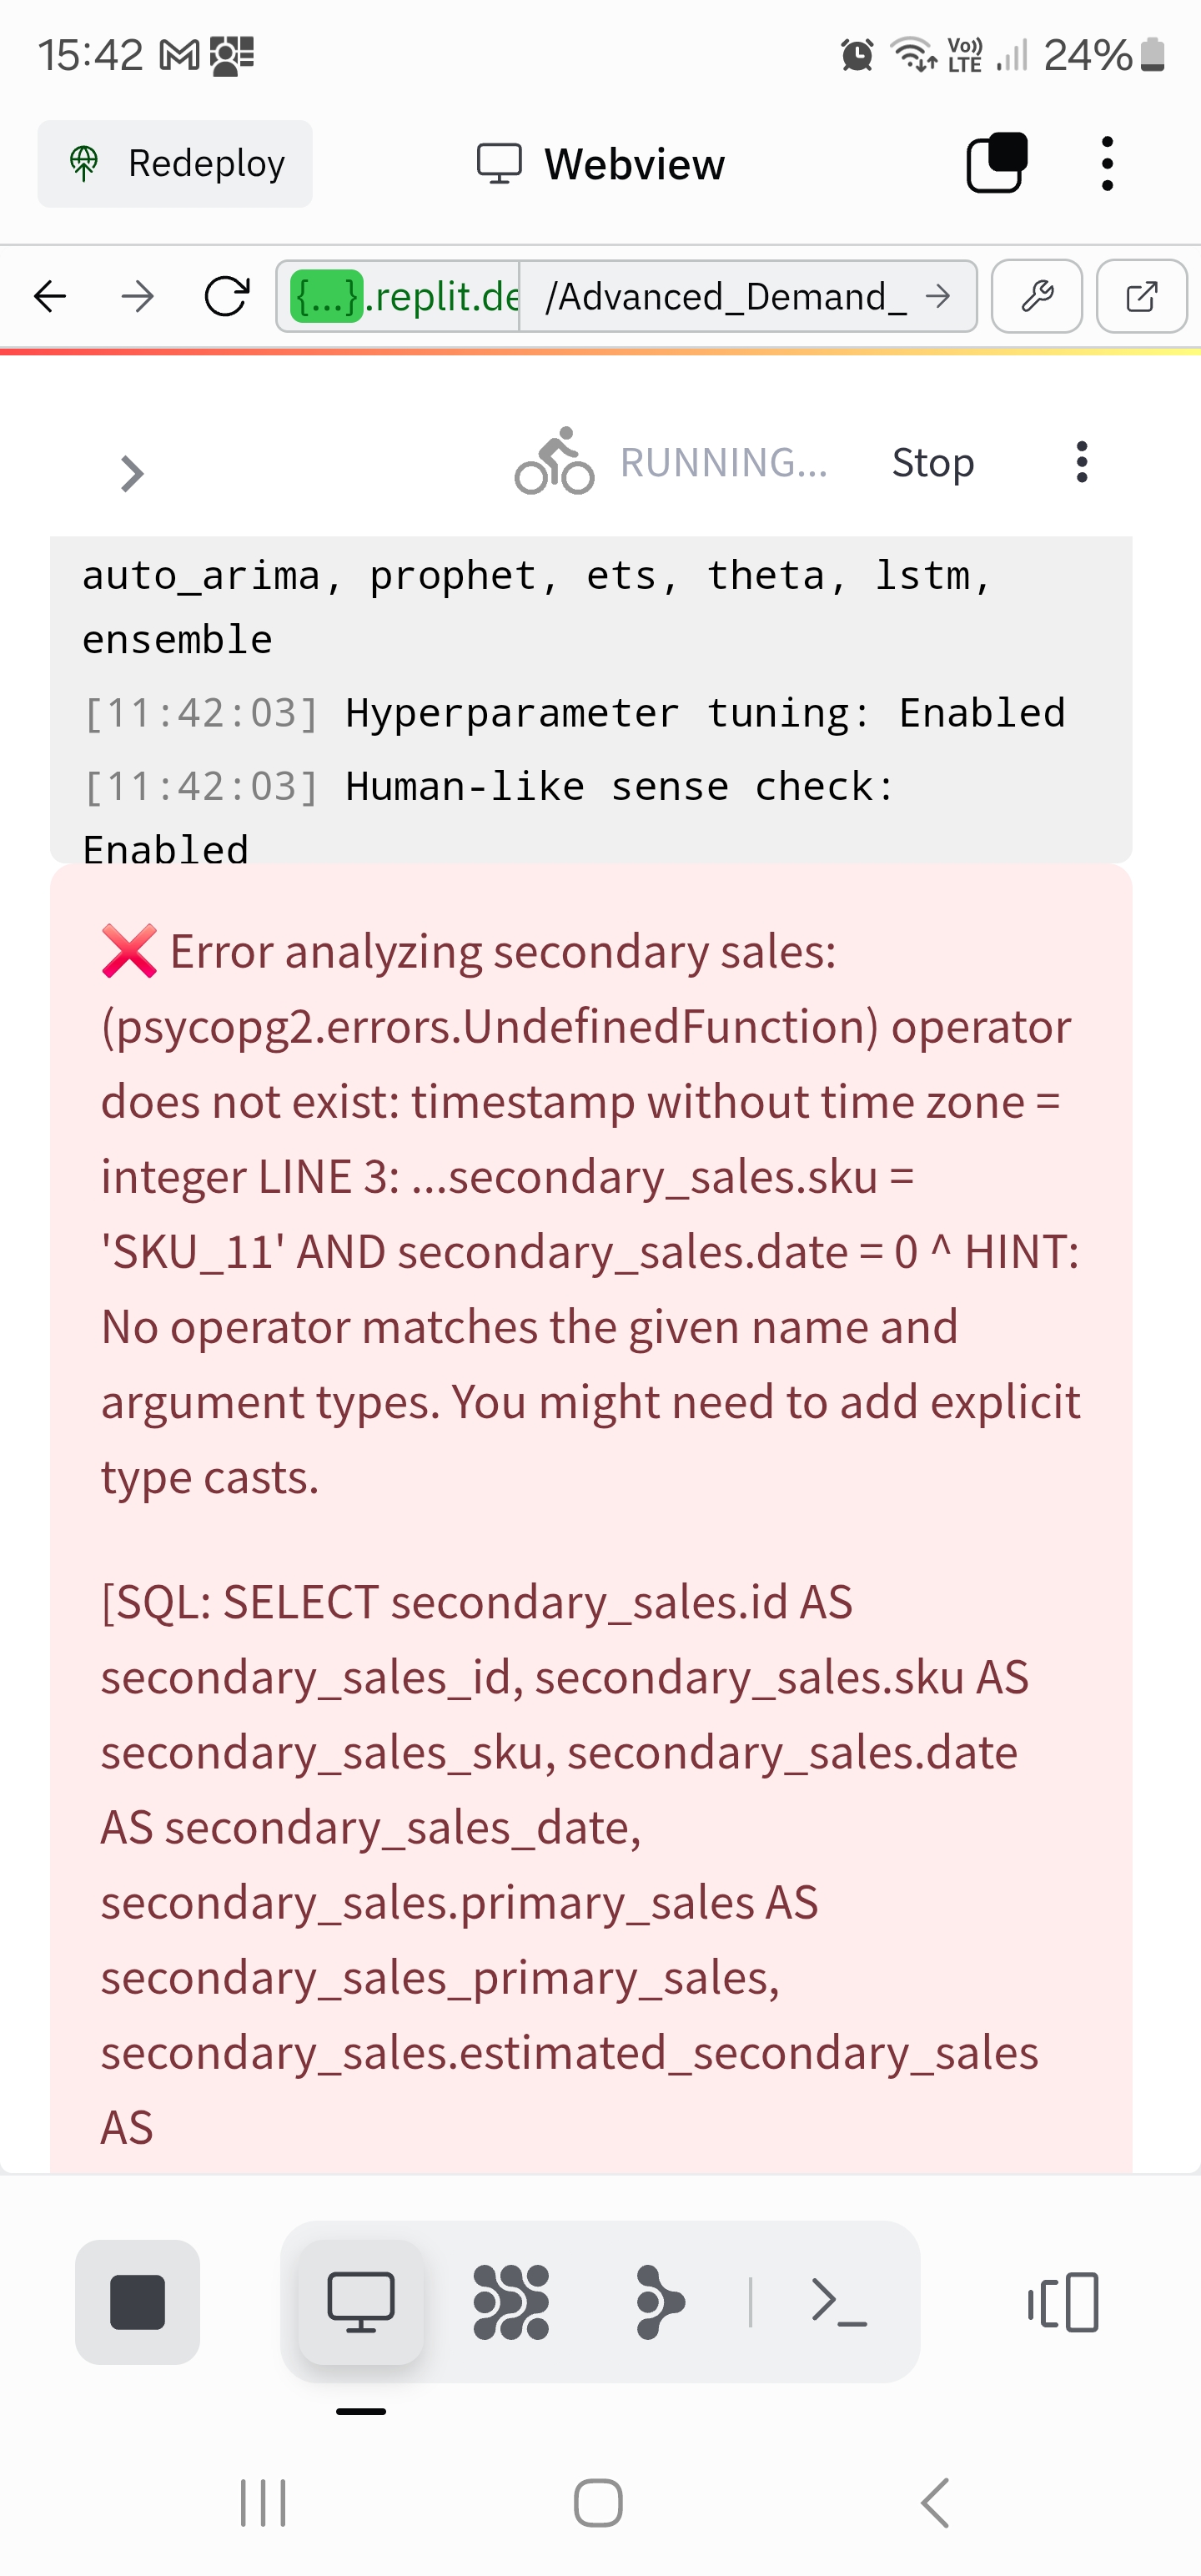 15:42
Vo)) LTE 24%
Redeploy Webview
{...}.replit.de /Advanced_Demand_
RUNNING... Stop
auto_arima, prophet, ets, theta, lstm,
ensemble
[11:42:03] Hyperparameter tuning: Enabled
[11:42:03] Human-like sense check:
Enabled
❌ Error analyzing secondary sales:
(psycopg2.errors.UndefinedFunction) operator
does not exist: timestamp without time zone =
integer LINE 3: ...secondary_sales.sku =
'SKU_11' AND secondary_sales.date = 0 ^ HINT:
No operator matches the given name and
argument types. You might need to add explicit
type casts.
[SQL: SELECT secondary_sales.id AS
secondary_sales_id, secondary_sales.sku AS
secondary_sales_sku, secondary_sales.date
AS secondary_sales_date,
secondary_sales.primary_sales AS
secondary_sales_primary_sales,
secondary_sales.estimated_secondary_sales
AS